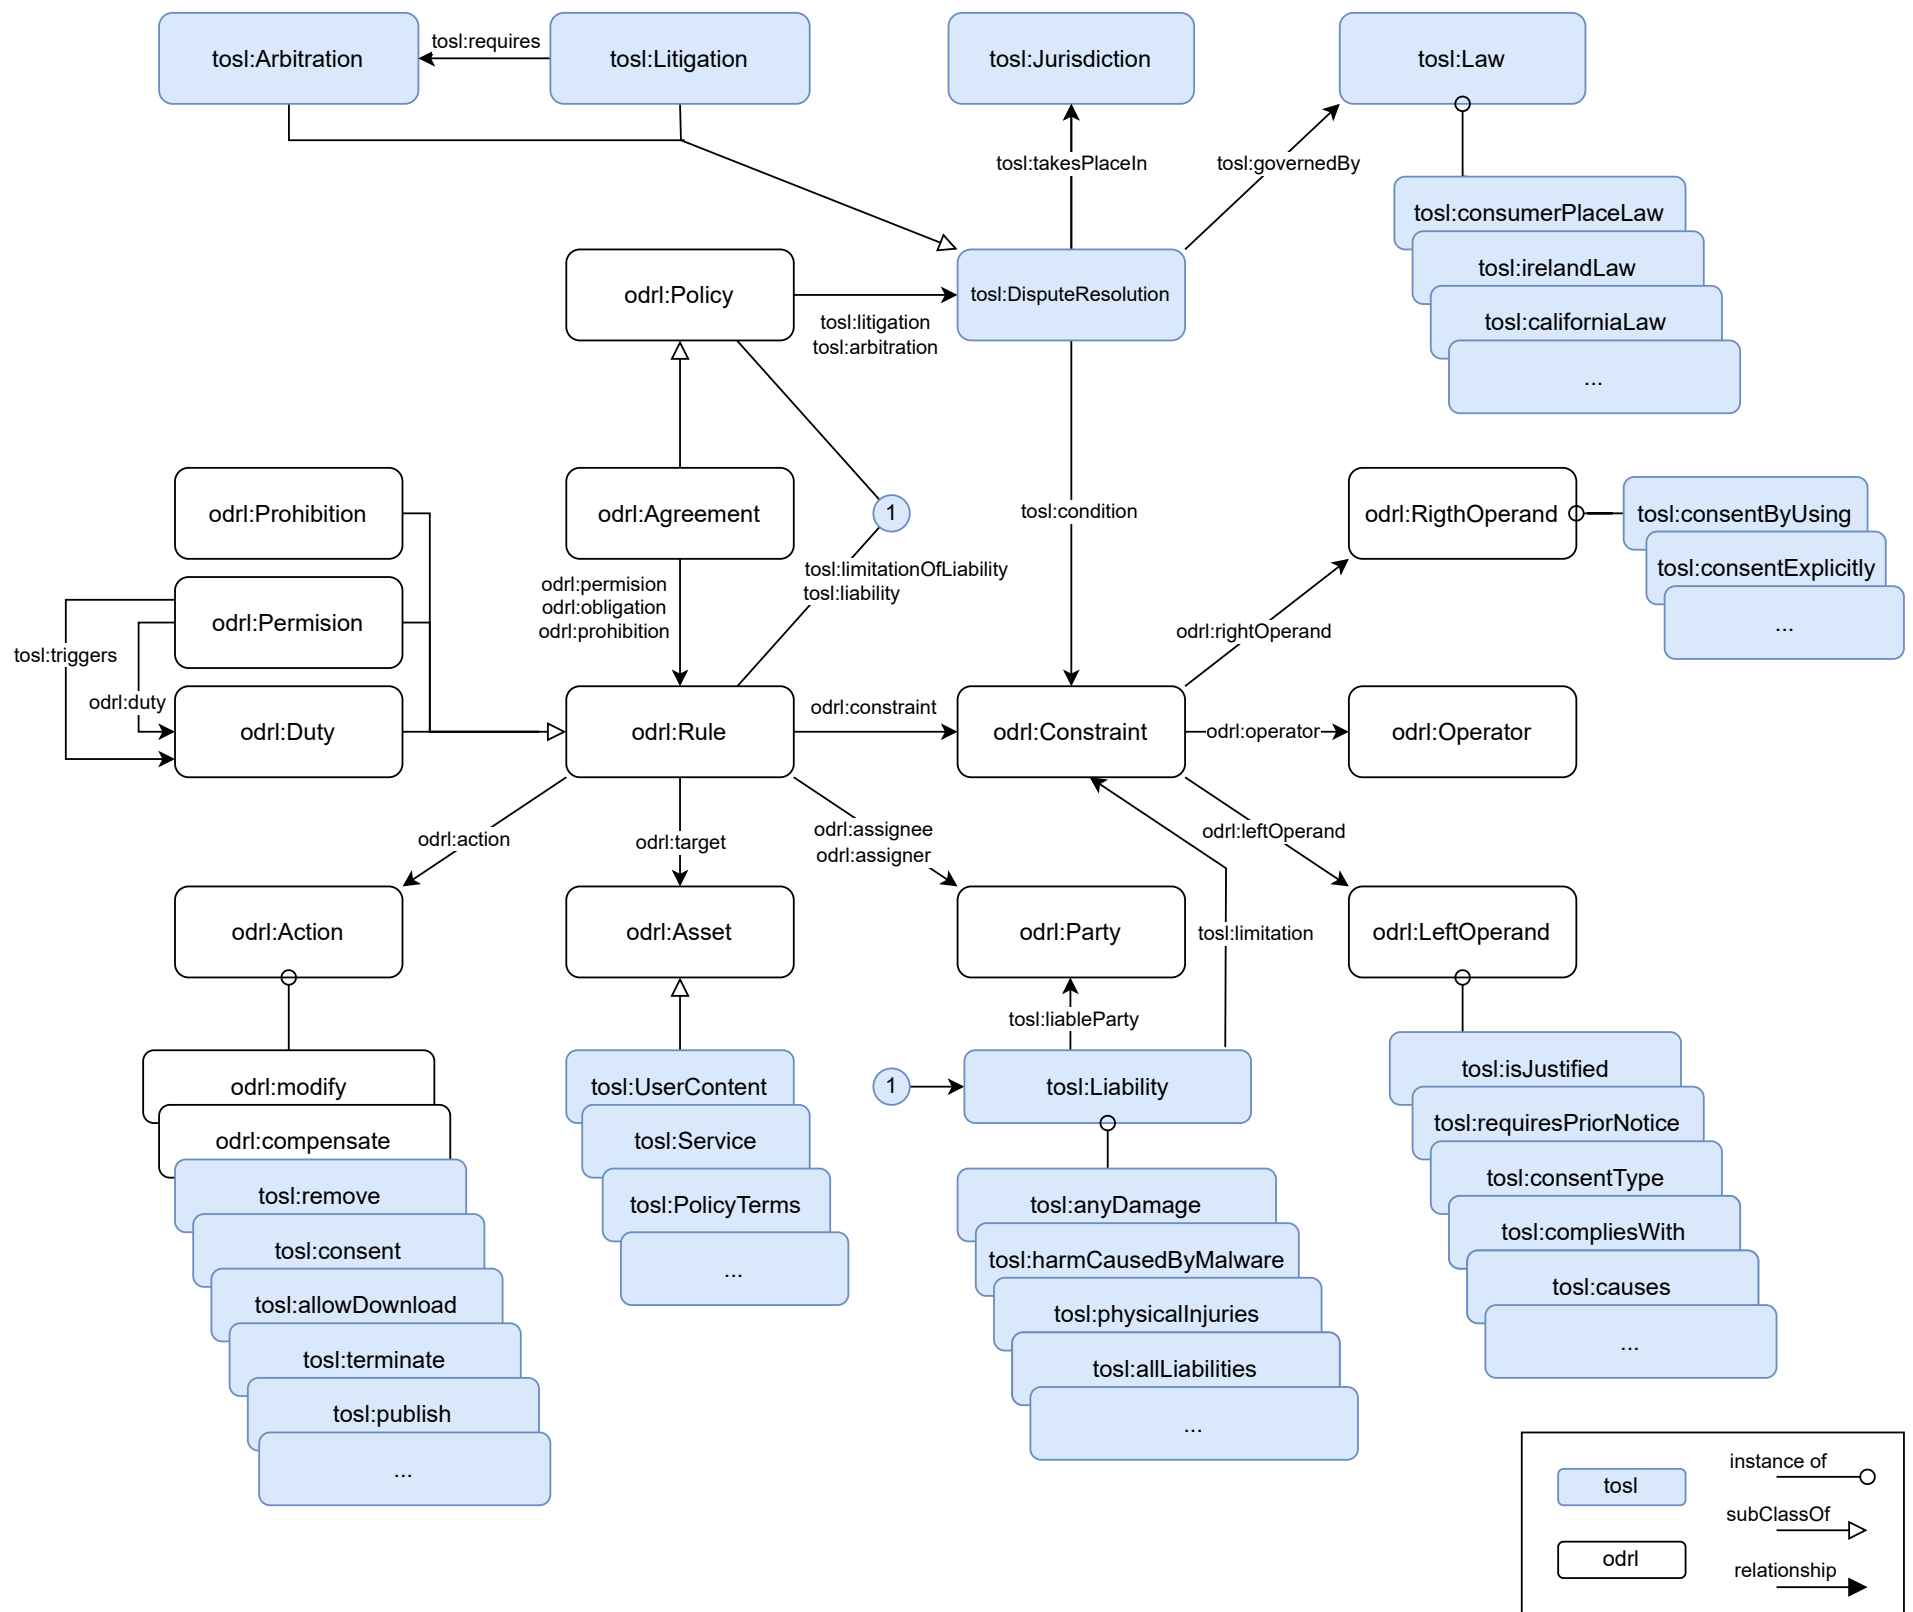 tosl:Arbitration
tosl:requires
tosl:Litigation
tosl:Jurisdiction
tosl:Law
tosl:takesPlaceIn
tosl:governedBy
tosl:consumerPlaceLaw
tosl:irelandLaw
tosl:californiaLaw
...
odrl:Policy
tosl:litigation
tosl:arbitration
tosl:DisputeResolution
odrl:Prohibition
odrl:Agreement
1
tosl:condition
odrl:RigthOperand
tosl:consentByUsing
tosl:consentExplicitly
...
odrl:permision
odrl:obligation
odrl:prohibition
tosl:limitationOfLiability
tosl:liability
odrl:Permision
tosl:triggers
odrl:duty
odrl:rightOperand
odrl:Duty
odrl:Rule
odrl:constraint
odrl:Constraint
odrl:operator
odrl:Operator
odrl:action
odrl:target
odrl:assignee
odrl:assigner
odrl:leftOperand
odrl:Action
odrl:Asset
odrl:Party
tosl:limitation
odrl:LeftOperand
tosl:liableParty
odrl:modify
odrl:compensate
tosl:remove
tosl:consent
tosl:allowDownload
tosl:terminate
tosl:publish
...
tosl:UserContent
tosl:Service
tosl:PolicyTerms
...
1
tosl:Liability
tosl:anyDamage
tosl:harmCausedByMalware
tosl:physicalInjuries
tosl:allLiabilities
...
tosl:isJustified
tosl:requiresPriorNotice
tosl:consentType
tosl:compliesWith
tosl:causes
...
tosl
odrl
instance of
subClassOf
relationship